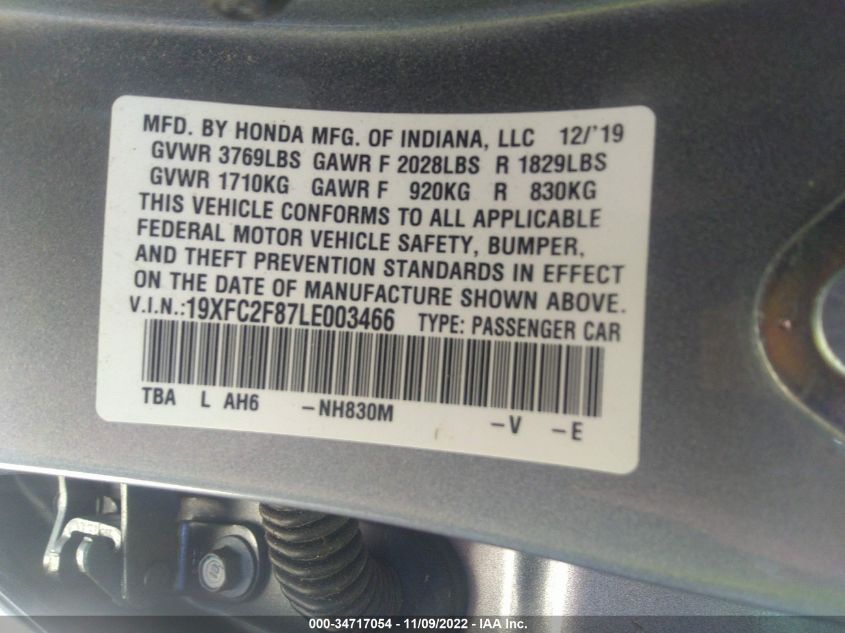 MFD. BY HONDA MFG. OF INDIANA, LLC 12/'19
GVWR 3769LBS GAWR F 2028LBS R 1829LBS
GVWR 1710KG GAWR F 920KG R 830KG
THIS VEHICLE CONFORMS TO ALL APPLICABLE
FEDERAL MOTOR VEHICLE SAFETY, BUMPER,
AND THEFT PREVENTION STANDARDS IN EFFECT
ON THE DATE OF MANUFACTURE SHOWN ABOVE.
V.I.N.:19XFC2F87LE003466 TYPE: PASSENGER CAR
TBA L AH6 -NH830M -V -E
000-34717054 - 11/09/2022 - IAA Inc.